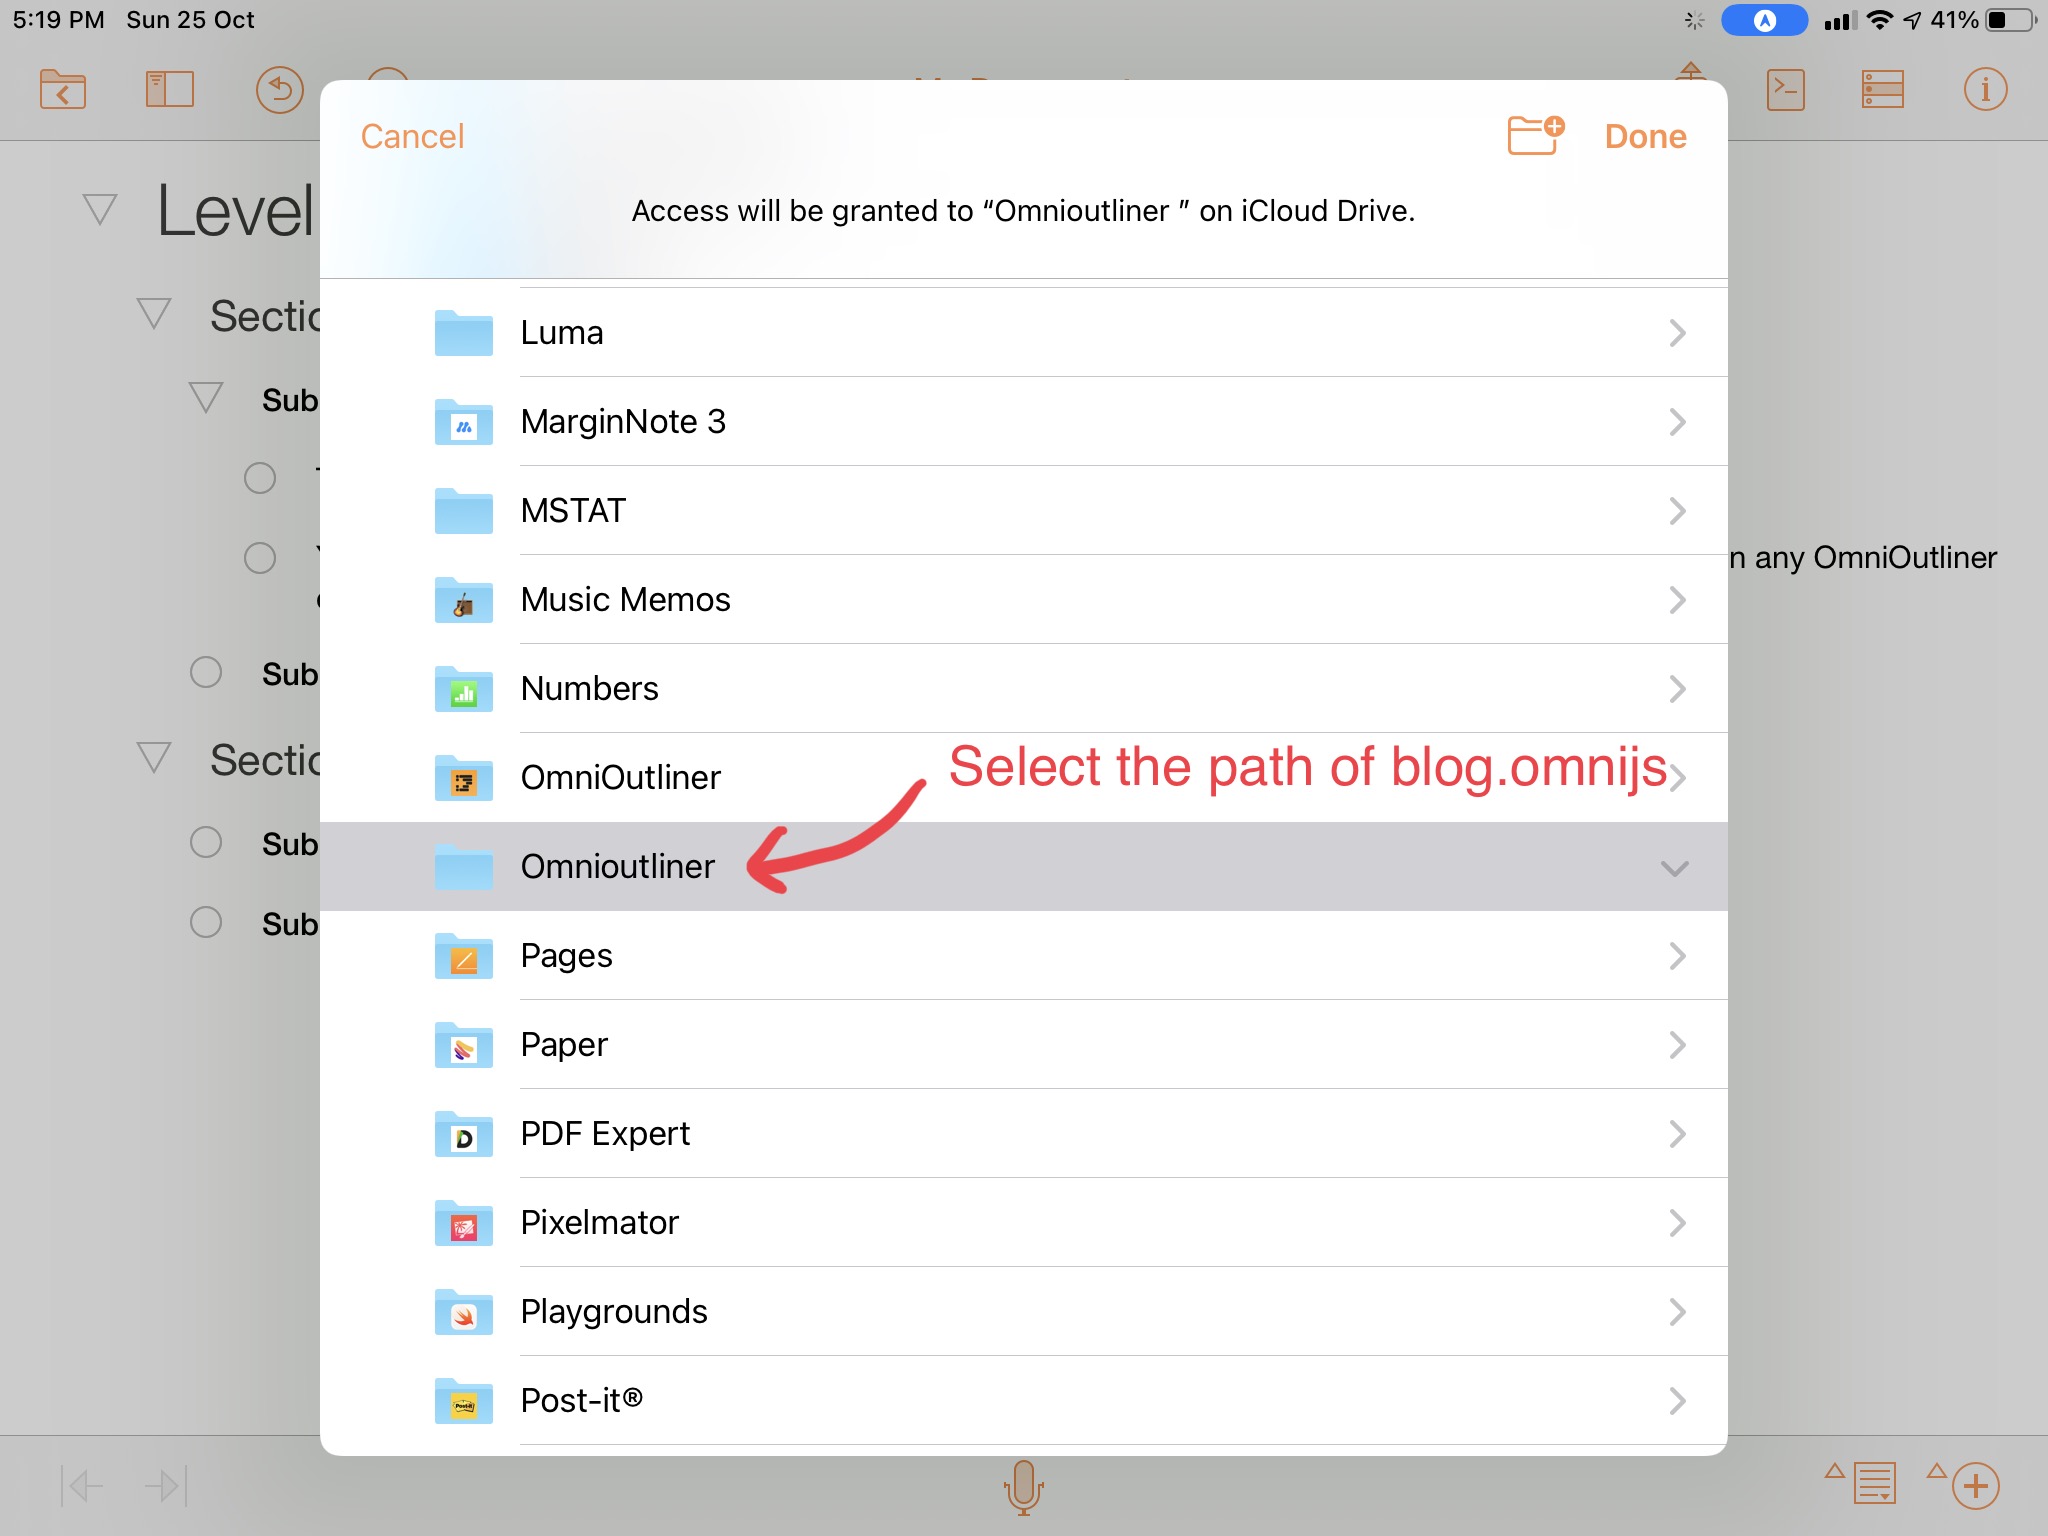 5:19 PM Sun 25 Oct 41%
Cancel Done
Access will be granted to “Omnioutliner ” on iCloud Drive.
Level
Luma
Sectio
MarginNote 3
Sub
MSTAT
n any OmniOutliner
Music Memos
Sub
Numbers
Sectio
OmniOutliner
Select the path of blog.omnijs
Sub
Omnioutliner
Sub
Pages
Paper
PDF Expert
Pixelmator
Playgrounds
Post-it®